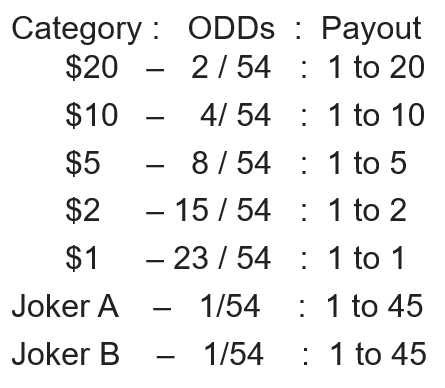 Category : ODDs : Payout
$20 – 2 / 54 : 1 to 20
$10 – 4/ 54 : 1 to 10
$5 – 8 / 54 : 1 to 5
$2 – 15 / 54 : 1 to 2
$1 – 23 / 54 : 1 to 1
Joker A – 1/54 : 1 to 45
Joker B – 1/54 : 1 to 45